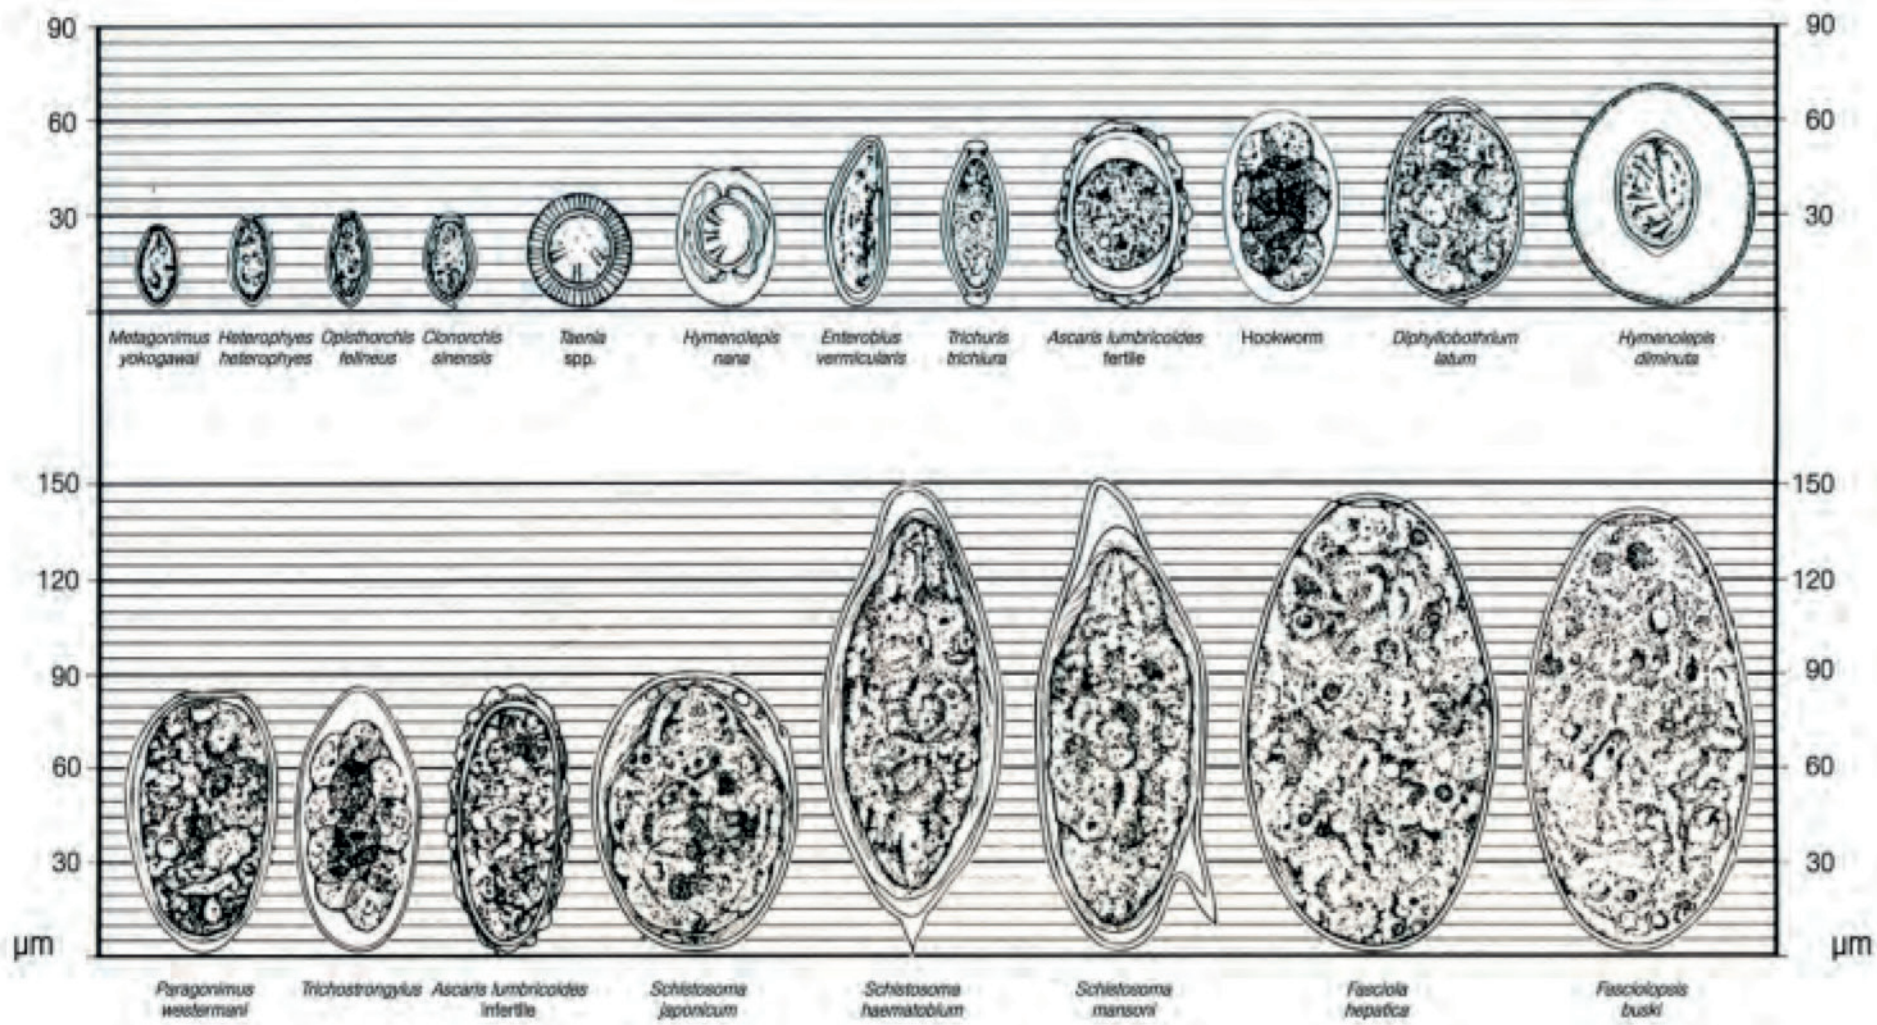 90 90
60 60
30 30
Metagonimus Heterophyes Opisthorchis Clonorchis Taenia Hymenolepis Enterobius Trichuris Ascaris lumbricoides Hookworm Diphyllobothrium Hymenolepis
yokogawai heterophyes felineus sinensis spp. nana vermicularis trichiura fertile latum diminuta
150 150
120 120
90 90
60 60
30 30
µm µm
Paragonimus Trichostrongylus Ascaris lumbricoides Schistosoma Schistosoma Schistosoma Fasciola Fasciolopsis
westermani infertile japonicum haematobium mansoni hepatica buski